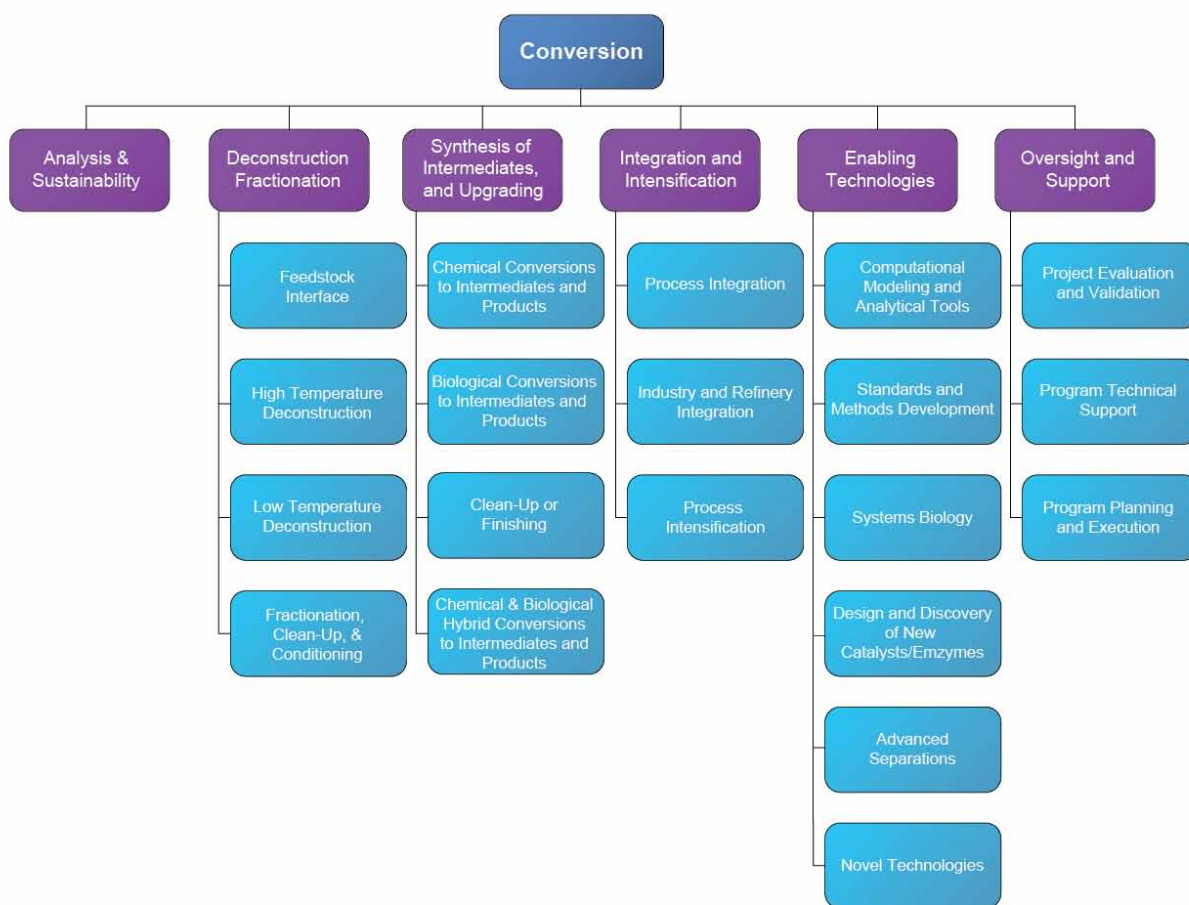 Conversion
Analysis &
Sustainability
Deconstruction
Fractionation
Synthesis of
Intermediates,
and Upgrading
Integration and
Intensification
Enabling
Technologies
Oversight and
Support
Feedstock
Interface
High Temperature
Deconstruction
Low Temperature
Deconstruction
Fractionation,
Clean-Up, &
Conditioning
Chemical Conversions
to Intermediates and
Products
Biological Conversions
to Intermediates and
Products
Clean-Up or
Finishing
Chemical & Biological
Hybrid Conversions
to Intermediates and
Products
Process Integration
Industry and Refinery
Integration
Process
Intensification
Computational
Modeling and
Analytical Tools
Standards and
Methods Development
Systems Biology
Design and Discovery
of New
Catalysts/Emzymes
Advanced
Separations
Novel Technologies
Project Evaluation
and Validation
Program Technical
Support
Program Planning
and Execution